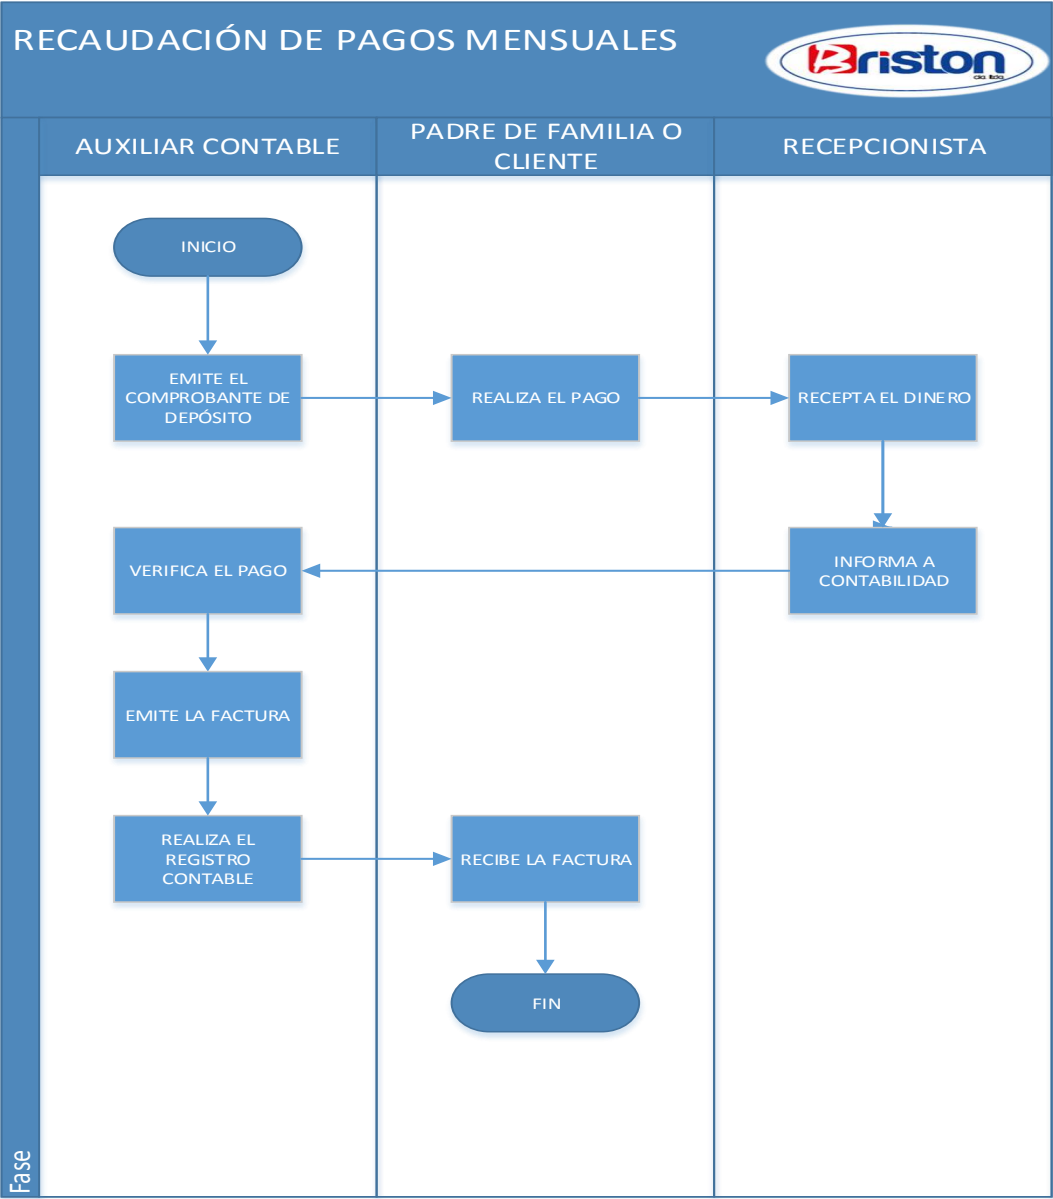 RECAUDACIÓN DE PAGOS MENSUALES
Briston
cia. ltda.
AUXILIAR CONTABLE
PADRE DE FAMILIA O
CLIENTE
RECEPCIONISTA
INICIO
EMITE EL
COMPROBANTE DE
DEPÓSITO
REALIZA EL PAGO
RECEPTA EL DINERO
VERIFICA EL PAGO
INFORMA A
CONTABILIDAD
EMITE LA FACTURA
REALIZA EL
REGISTRO
CONTABLE
RECIBE LA FACTURA
FIN
Fase